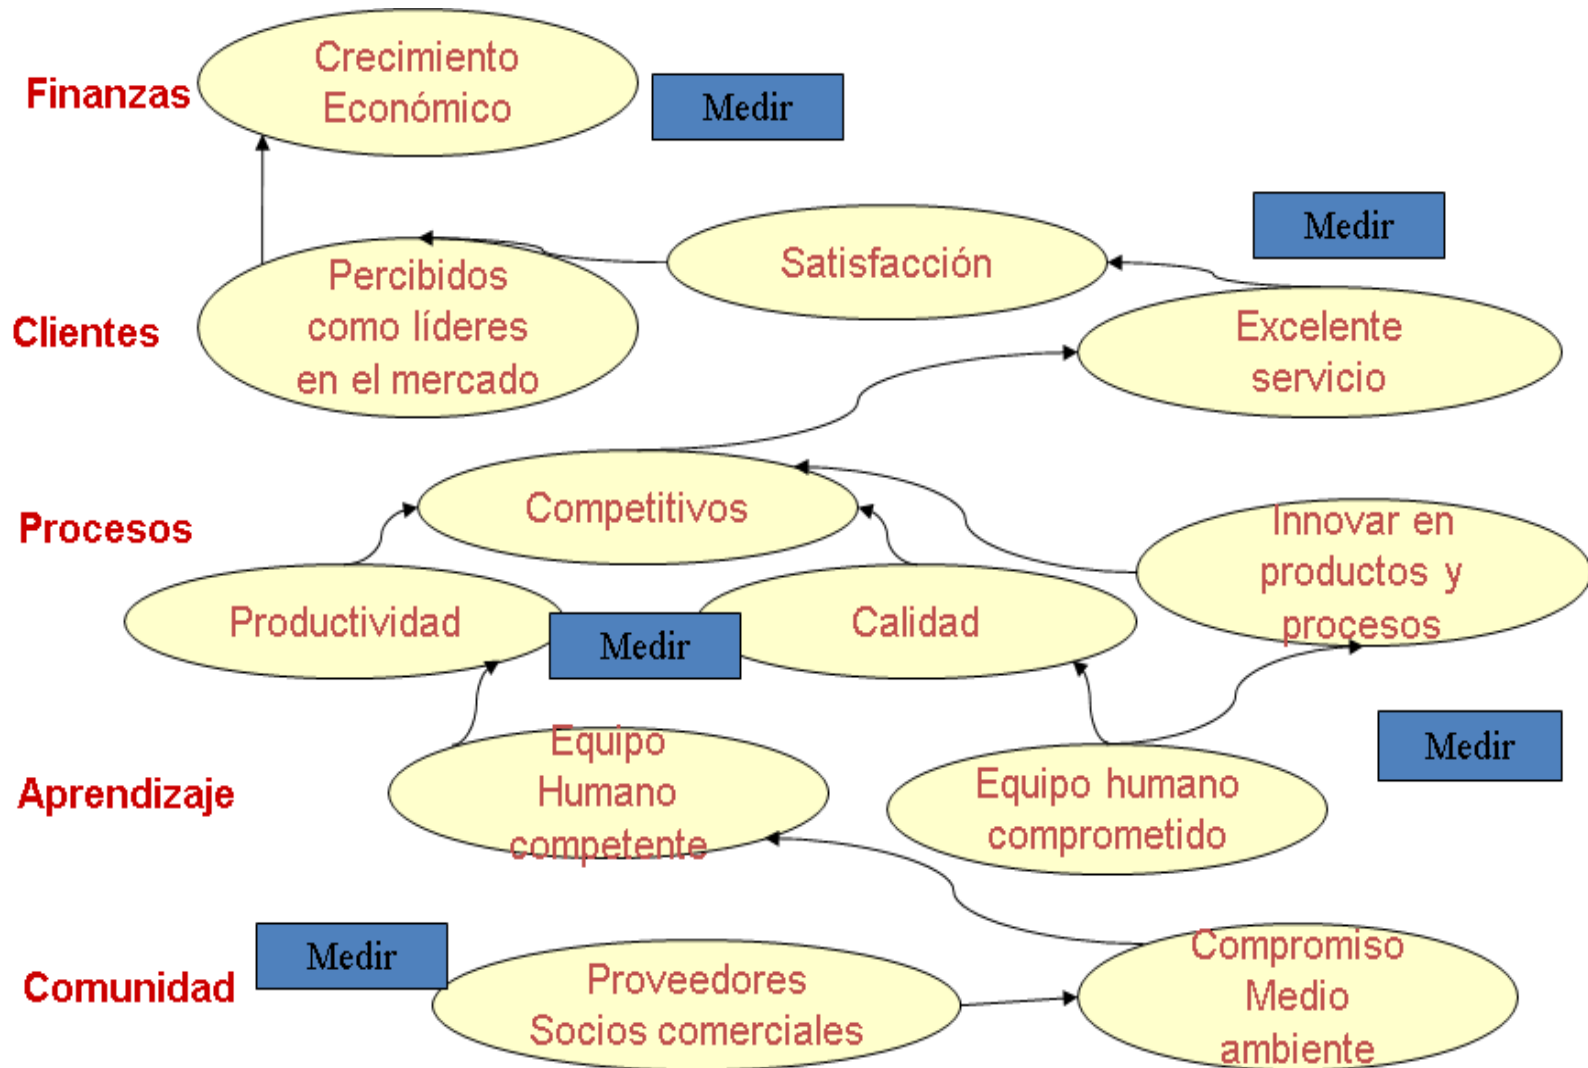 Finanzas
Crecimiento
Económico
Medir
Clientes
Percibidos
como líderes
en el mercado
Satisfacción
Medir
Excelente
servicio
Procesos
Competitivos
Productividad
Medir
Calidad
Innovar en
productos y
procesos
Aprendizaje
Equipo
Humano
competente
Equipo humano
comprometido
Medir
Comunidad
Medir
Proveedores
Socios comerciales
Compromiso
Medio
ambiente